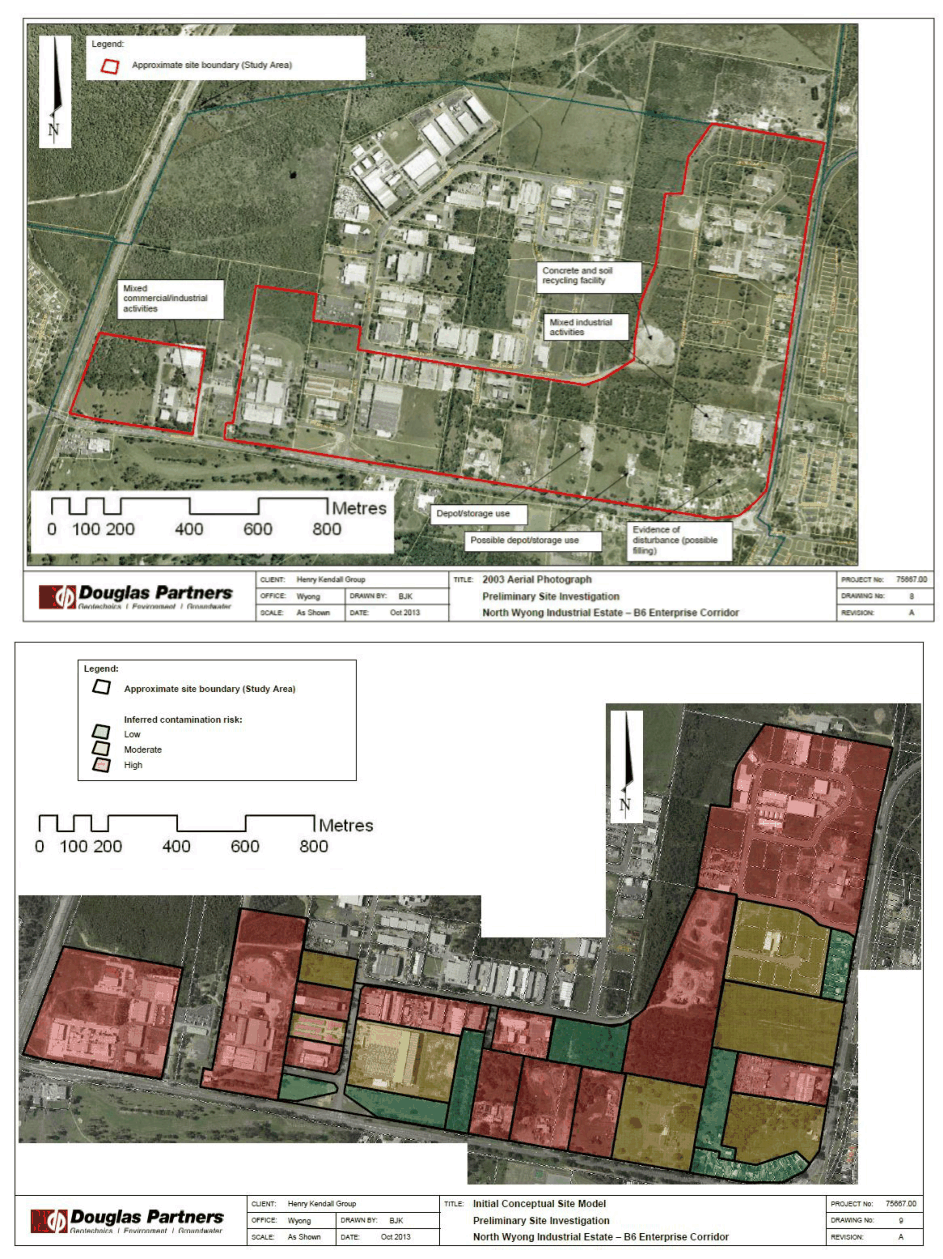 Legend:
Approximate site boundary (Study Area)
N
Mixed
commercial/industrial
activities
Concrete and soil
recycling facility
Mixed industrial
activities
Depot/storage use
Possible depot/storage use
Evidence of
disturbance (possible
filling)
Metres
0 100 200 400 600 800
Douglas Partners
Geotechnics | Environment | Groundwater
CLIENT: Henry Kendall Group
OFFICE: Wyong DRAWN BY: BJK
SCALE: As Shown DATE: Oct 2013
TITLE: 2003 Aerial Photograph
Preliminary Site Investigation
North Wyong Industrial Estate – B6 Enterprise Corridor
PROJECT No: 75667.00
DRAWING No: 8
REVISION: A
Legend:
Approximate site boundary (Study Area)
Inferred contamination risk:
Low
Moderate
High
N
Metres
0 100 200 400 600 800
Douglas Partners
Geotechnics | Environment | Groundwater
CLIENT: Henry Kendall Group
OFFICE: Wyong DRAWN BY: BJK
SCALE: As Shown DATE: Oct 2013
TITLE: Initial Conceptual Site Model
Preliminary Site Investigation
North Wyong Industrial Estate – B6 Enterprise Corridor
PROJECT No: 75667.00
DRAWING No: 9
REVISION: A